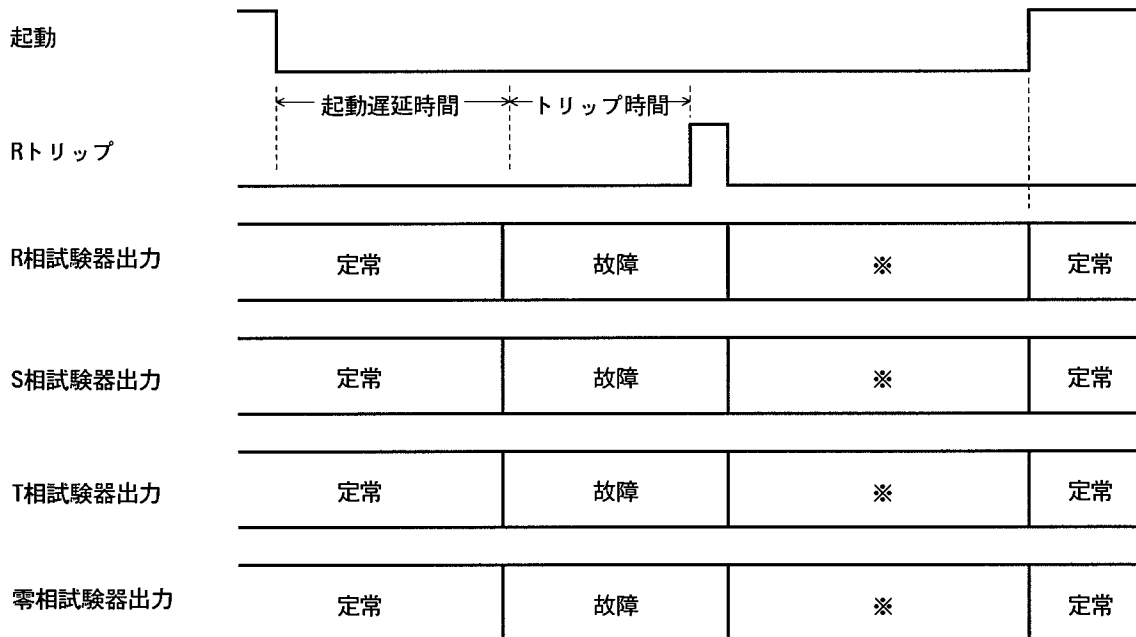 起動
起動遅延時間 トリップ時間
Rトリップ
R相試験器出力 定常 故障 ※ 定常
S相試験器出力 定常 故障 ※ 定常
T相試験器出力 定常 故障 ※ 定常
零相試験器出力 定常 故障 ※ 定常